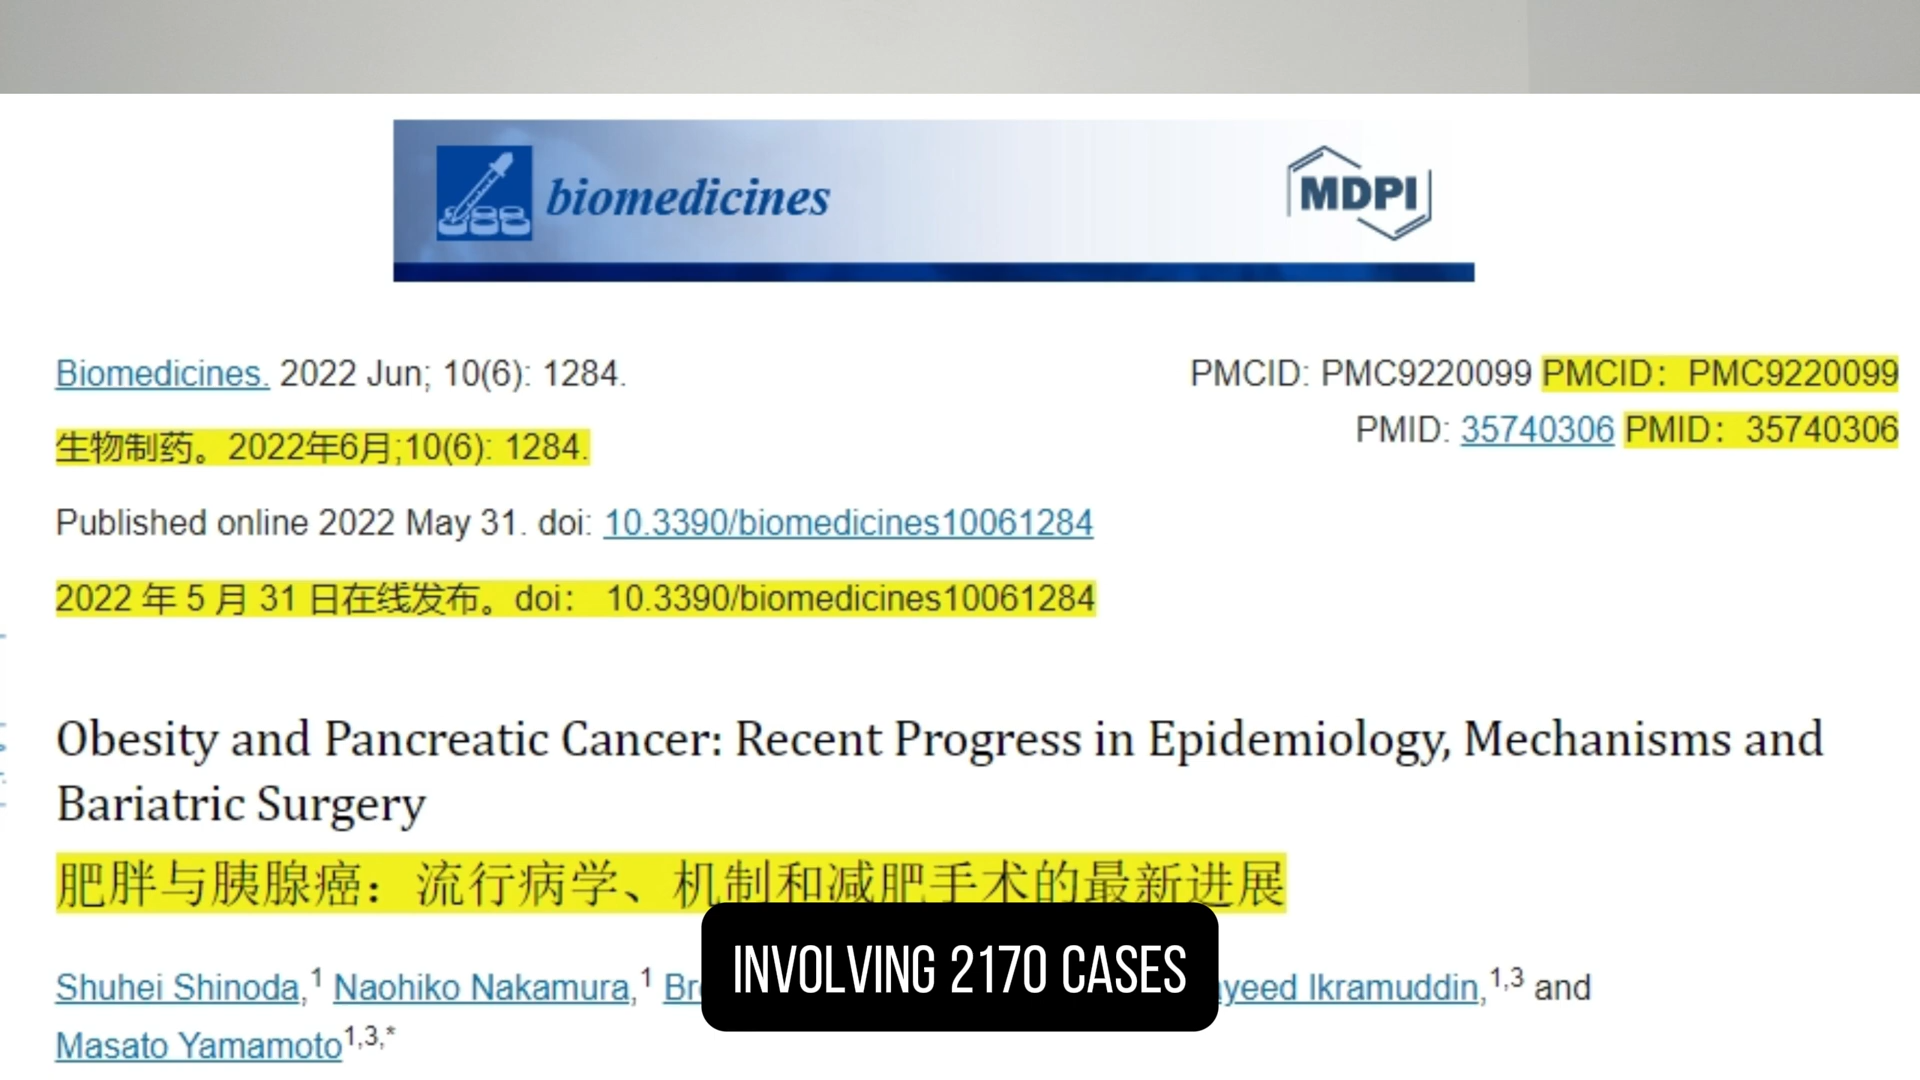 biomedicines
MDPI
Biomedicines. 2022 Jun; 10(6): 1284.
PMCID: PMC9220099 PMCID：PMC9220099
生物制药。2022年6月;10(6): 1284.
PMID: 35740306 PMID：35740306
Published online 2022 May 31. doi: 10.3390/biomedicines10061284
2022 年 5 月 31 日在线发布。doi： 10.3390/biomedicines10061284
Obesity and Pancreatic Cancer: Recent Progress in Epidemiology, Mechanisms and
Bariatric Surgery
肥胖与胰腺癌：流行病学、机制和减肥手术的最新进展
Shuhei Shinoda,1 Naohiko Nakamura,1 Ikramuddin,1,3 and
INVOLVING 2170 CASES
Masato Yamamoto1,3,*